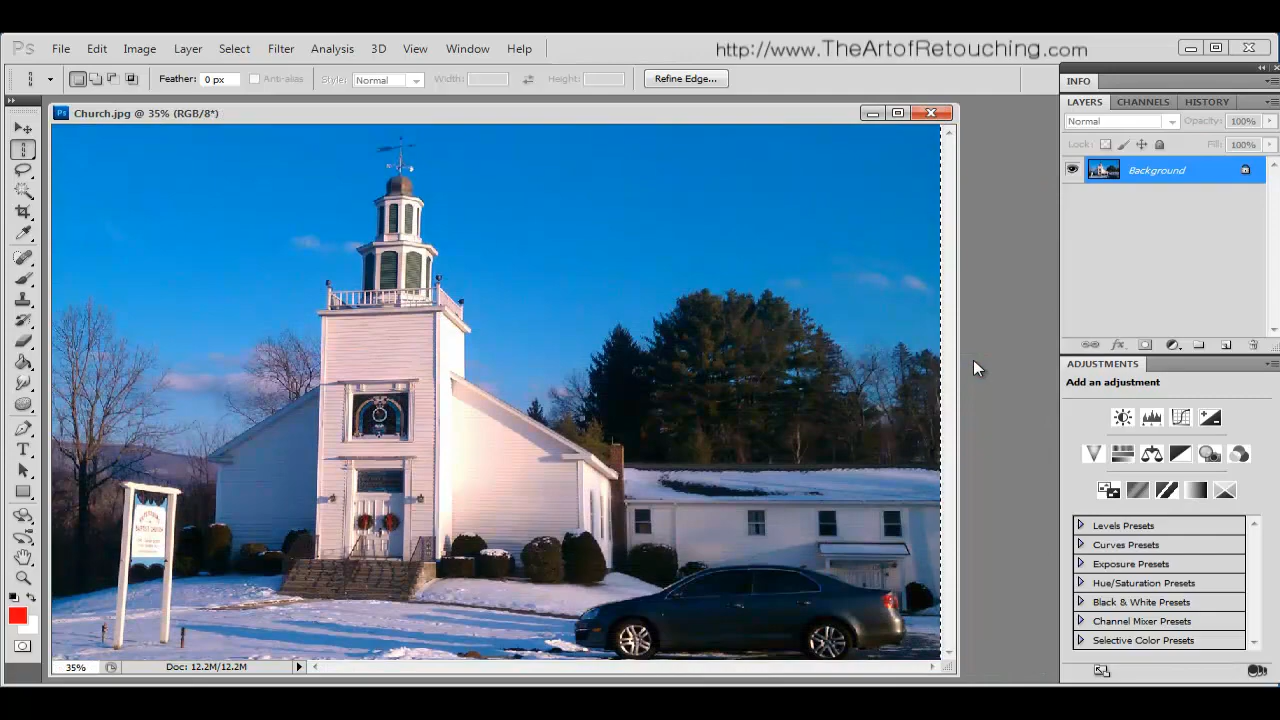 Ps File Edit Image Layer Select Filter Analysis 3D View Window Help http://www.TheArtofRetouching.com
Feather: 0 px Anti-alias Style: Normal Width: Height: Refine Edge...
INFO
Ps Church.jpg @ 35% (RGB/8*)
LAYERS CHANNELS HISTORY
Normal Opacity: 100%
Lock: Fill: 100%
Background
ADJUSTMENTS
Add an adjustment
Levels Presets
Curves Presets
Exposure Presets
Hue/Saturation Presets
Black & White Presets
Channel Mixer Presets
Selective Color Presets
35% Doc: 12.2M/12.2M